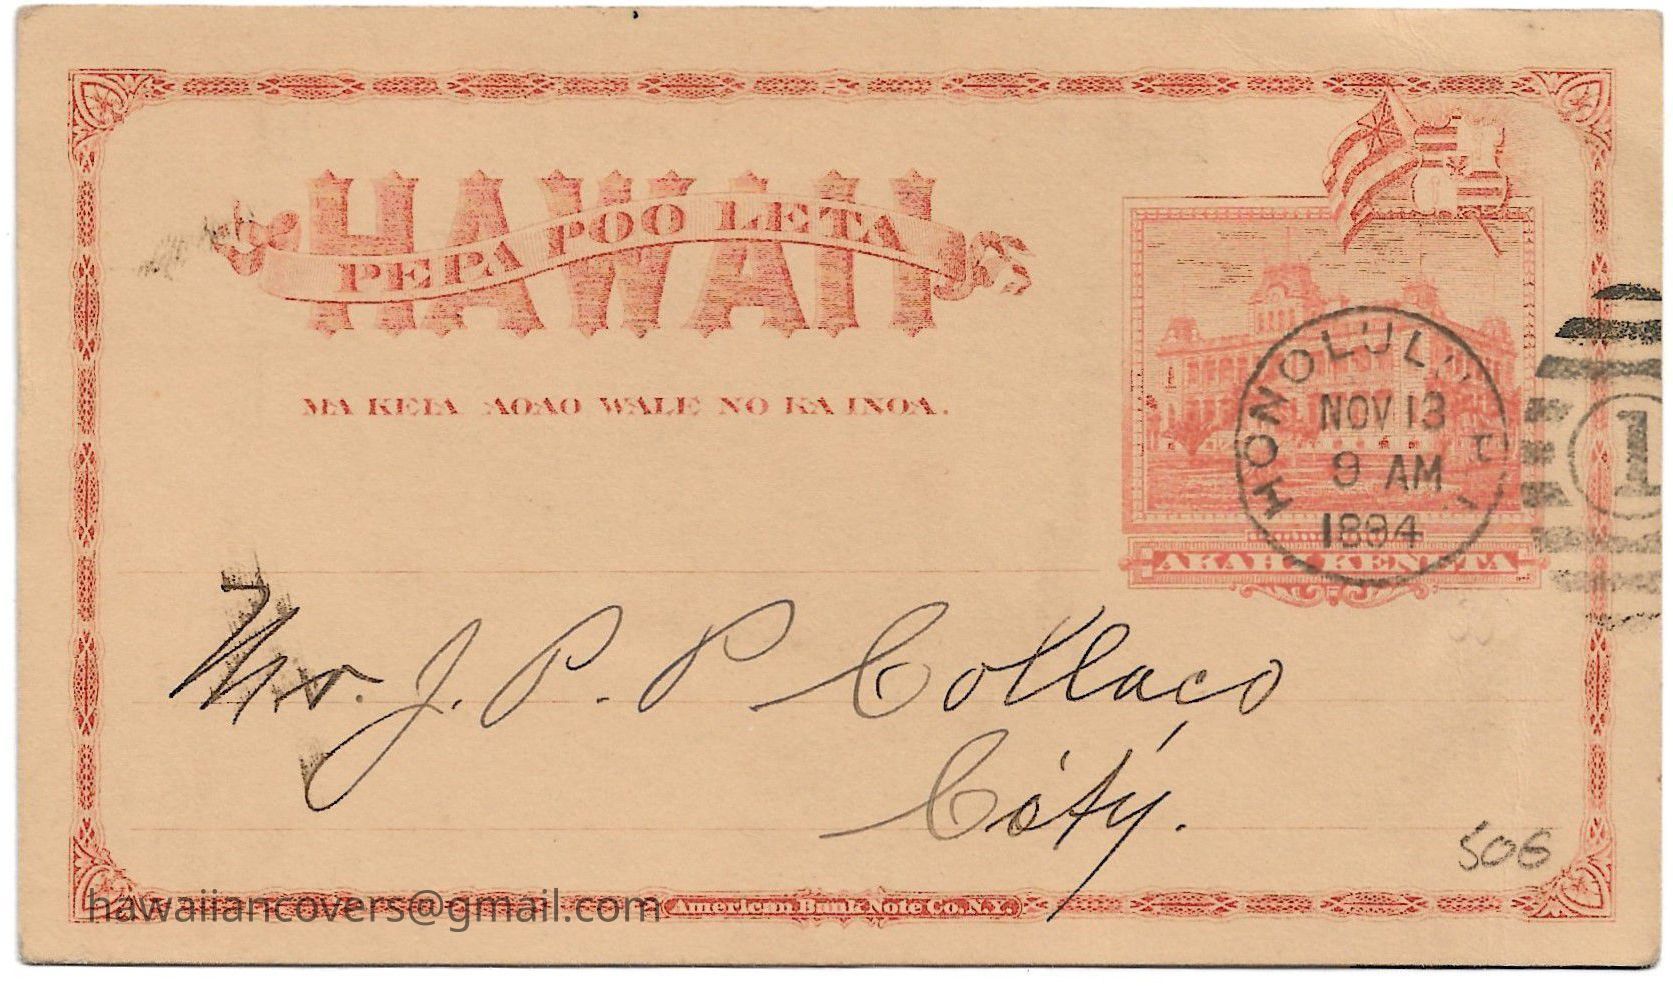 HAWAII
PEPA POO LETA
MA KEIA AOAO WALE NO KA INOA.
HONOLULU H.I.
NOV 13
9 AM
1894
1
AKAHI KENETA
Mr. J. P. P. Collaco
City.
506
American Bank Note Co. N.Y.
hawaiiancovers@gmail.com